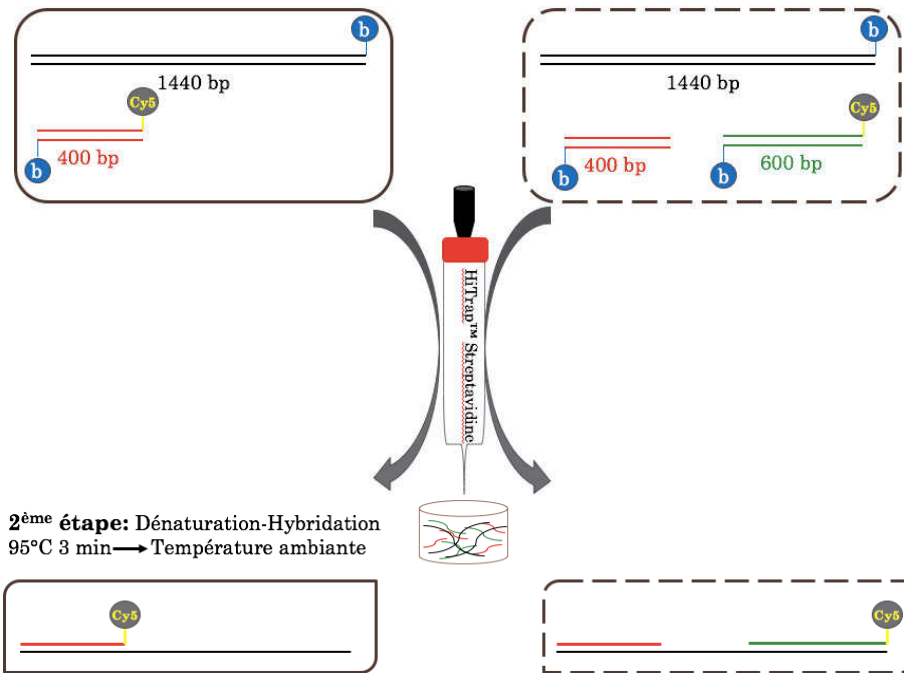 b
b
1440 bp
1440 bp
Cy5
Cy5
400 bp
b
400 bp
b
600 bp
b
HiTrap™ Streptavidine
2ème étape: Dénaturation-Hybridation
95°C 3 min→Température ambiante
Cy5
Cy5